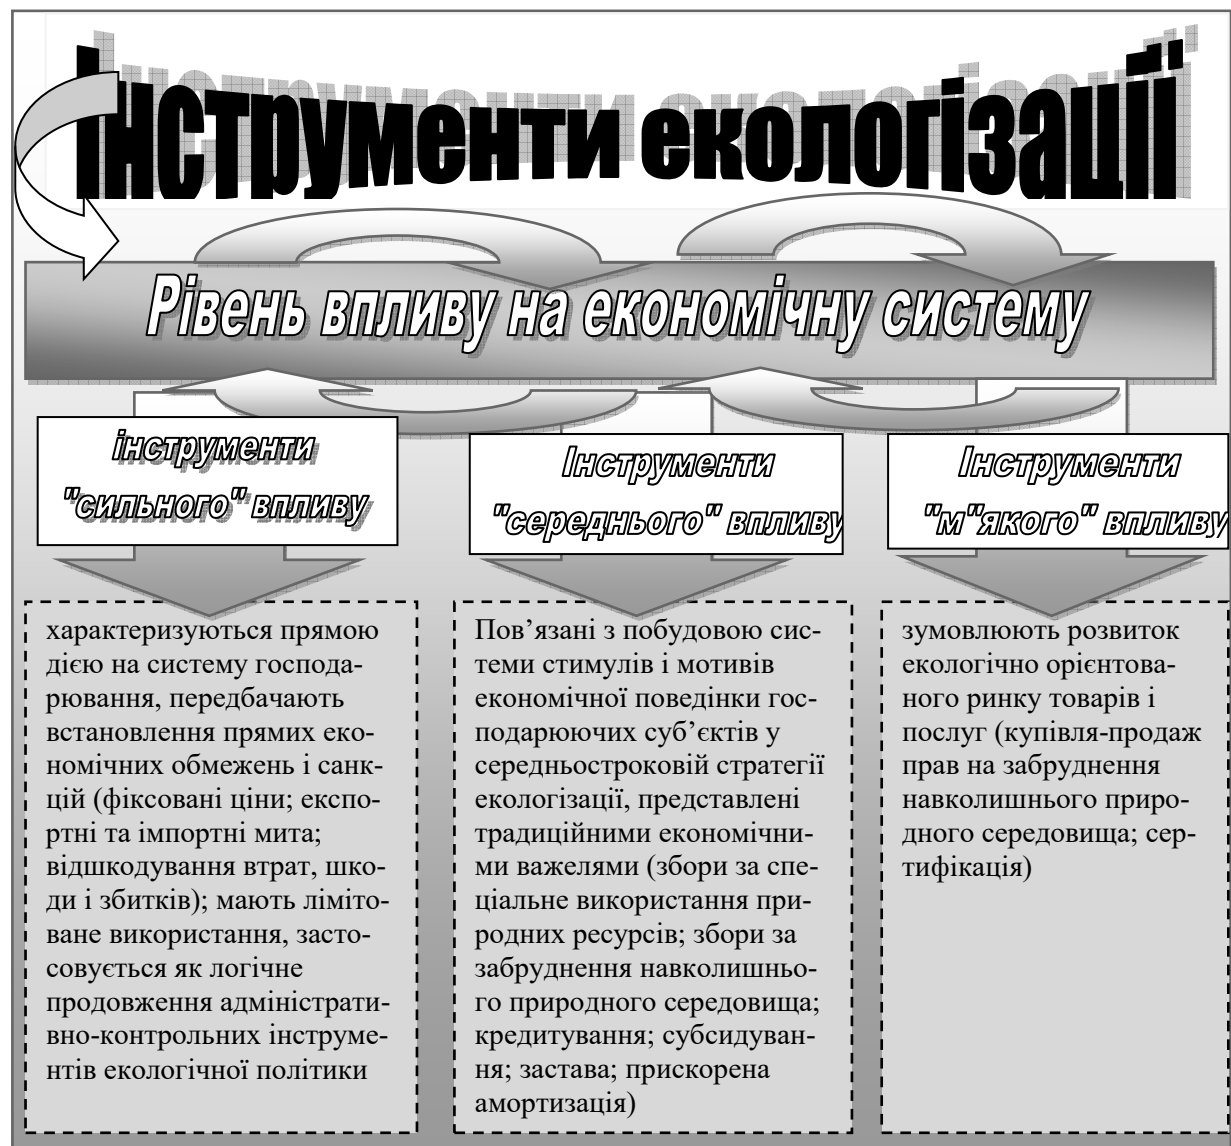 Інструменти екологізації
Рівень впливу на економічну систему
інструменти
"сильного" впливу
характеризуються прямою
дією на систему господа-
рювання, передбачають
встановлення прямих еко-
номічних обмежень і санк-
цій (фіксовані ціни; експо-
ртні та імпортні мита;
відшкодування втрат, шко-
ди і збитків); мають ліміто-
ване використання, засто-
совується як логічне
продовження адміністрати-
вно-контрольних інструме-
нтів екологічної політики
Інструменти
"середнього" впливу
Пов’язані з побудовою сис-
теми стимулів і мотивів
економічної поведінки гос-
подарюючих суб’єктів у
середньостроковій стратегії
екологізації, представлені
традиційними економічни-
ми важелями (збори за спе-
ціальне використання при-
родних ресурсів; збори за
забруднення навколишньо-
го природного середовища;
кредитування; субсидуван-
ня; застава; прискорена
амортизація)
Інструменти
"м"якого" впливу
зумовлюють розвиток
екологічно орієнтова-
ного ринку товарів і
послуг (купівля-продаж
прав на забруднення
навколишнього приро-
дного середовища; сер-
тифікація)